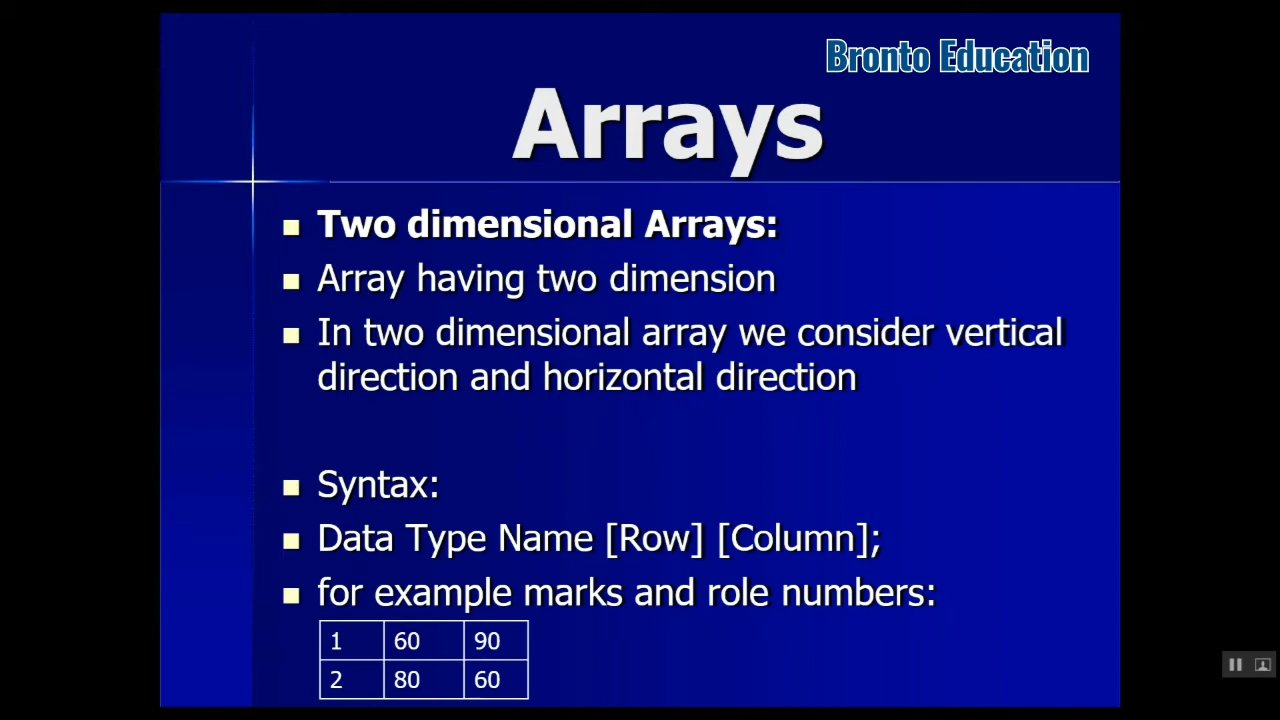 Bronto Education
Arrays
Two dimensional Arrays:
Array having two dimension
In two dimensional array we consider vertical
direction and horizontal direction
Syntax:
Data Type Name [Row] [Column];
for example marks and role numbers:
1 60 90
2 80 60